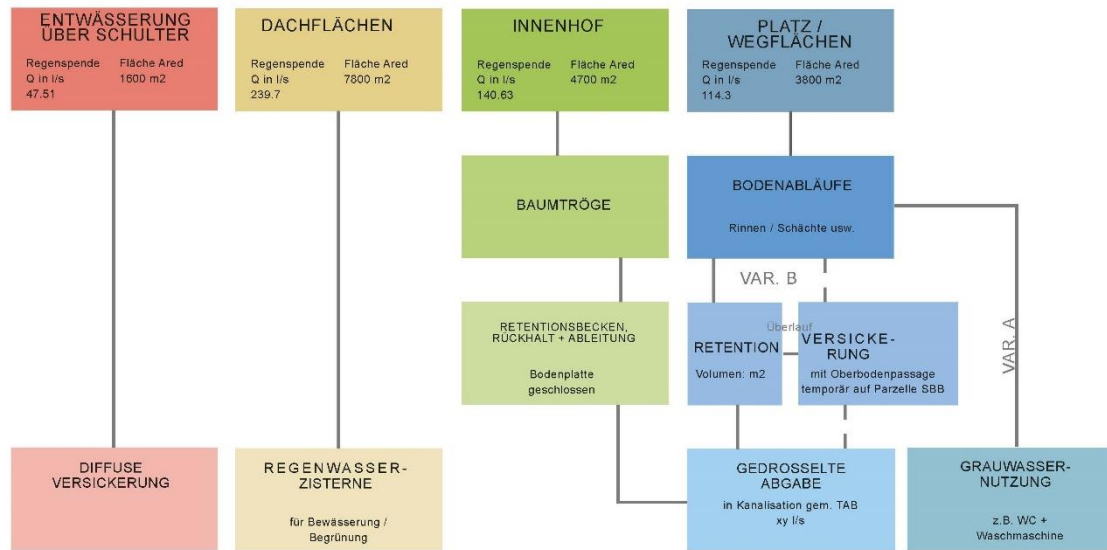 ENTWÄSSERUNG
ÜBER SCHULTER
Regenspende
Q in l/s
47.51
Fläche Ared
1600 m2
DACHFLÄCHEN
Regenspende
Q in l/s
239.7
Fläche Ared
7800 m2
INNENHOF
Regenspende
Q in l/s
140.63
Fläche Ared
4700 m2
PLATZ /
WEGFLÄCHEN
Regenspende
Q in l/s
114.3
Fläche Ared
3800 m2
BAUMTRÖGE
BODENABLÄUFE
Rinnen / Schächte usw.
VAR. B
VAR. A
RETENTIONSBECKEN,
RÜCKHALT + ABLEITUNG
Bodenplatte
geschlossen
RETENTION
Volumen: m2
Überlauf
VERSICKE-
RUNG
mit Oberbodenpassage
temporär auf Parzelle SBB
DIFFUSE
VERSICKERUNG
REGENWASSER-
ZISTERNE
für Bewässerung /
Begrünung
GEDROSSELTE
ABGABE
in Kanalisation gem. TAB
xy l/s
GRAUWASSER-
NUTZUNG
z.B. WC +
Waschmaschine